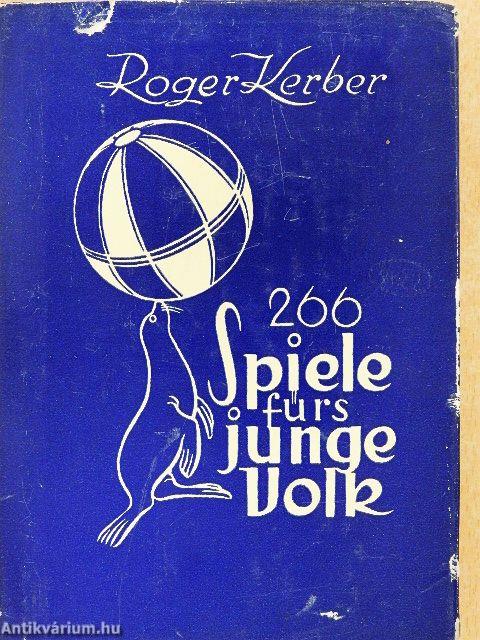 Roger Kerber
266
Spiele
fürs
junge
Volk
Antikvárium.hu